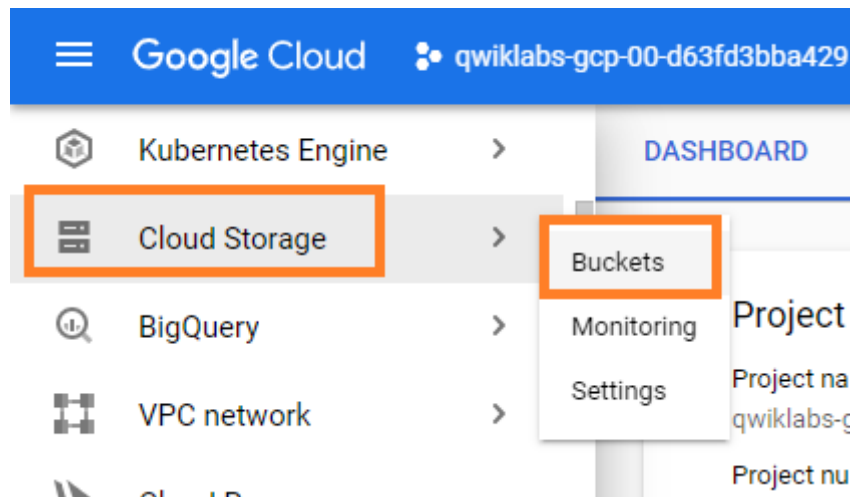 Google Cloud qwiklabs-gcp-00-d63fd3bba429
Kubernetes Engine
DASHBOARD
Cloud Storage
Buckets
Monitoring
Settings
BigQuery
VPC network
Project
Project na
qwiklabs-g
Project nu